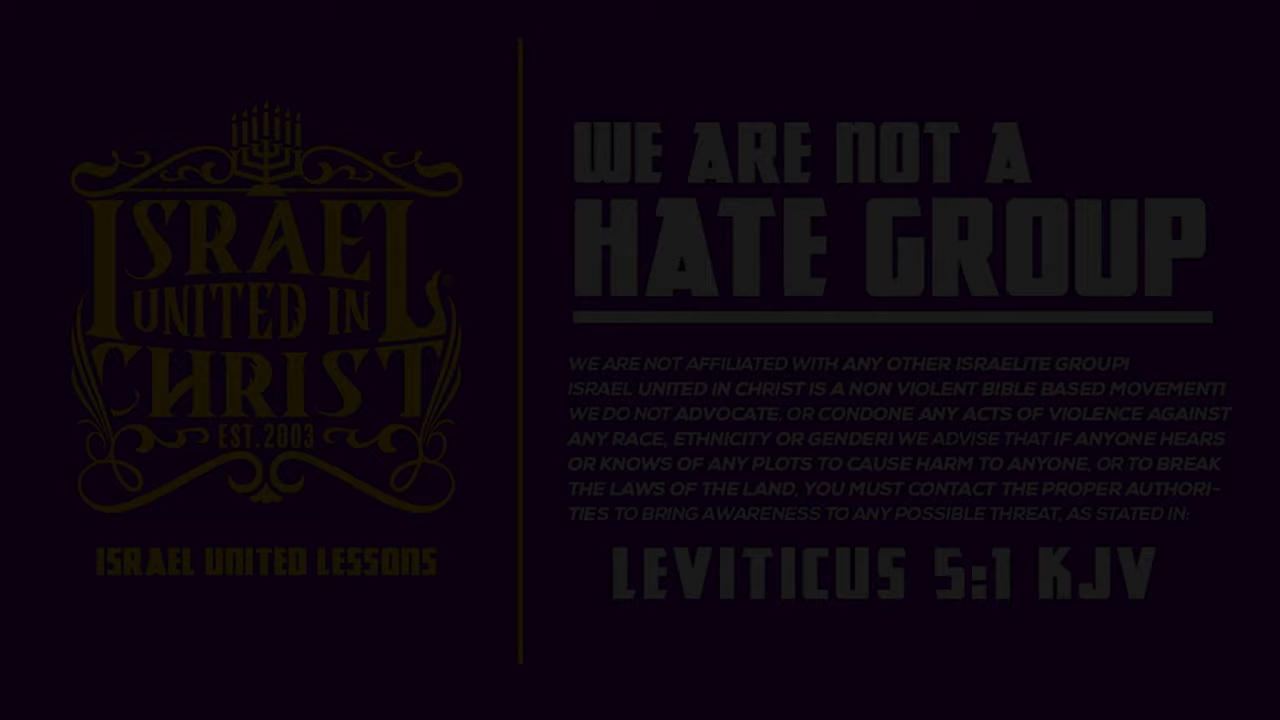 ISRAEL
UNITED IN
CHRIST
EST. 2003
ISRAEL UNITED LESSONS
WE ARE NOT A
HATE GROUP
WE ARE NOT AFFILIATED WITH ANY OTHER ISRAELITE GROUP!
ISRAEL UNITED IN CHRIST IS A NON VIOLENT BIBLE BASED MOVEMENT!
WE DO NOT ADVOCATE, OR CONDONE ANY ACTS OF VIOLENCE AGAINST
ANY RACE, ETHNICITY OR GENDER! WE ADVISE THAT IF ANYONE HEARS
OR KNOWS OF ANY PLOTS TO CAUSE HARM TO ANYONE, OR TO BREAK
THE LAWS OF THE LAND, YOU MUST CONTACT THE PROPER AUTHORI-
TIES TO BRING AWARENESS TO ANY POSSIBLE THREAT, AS STATED IN:
LEVITICUS 5:1 KJV